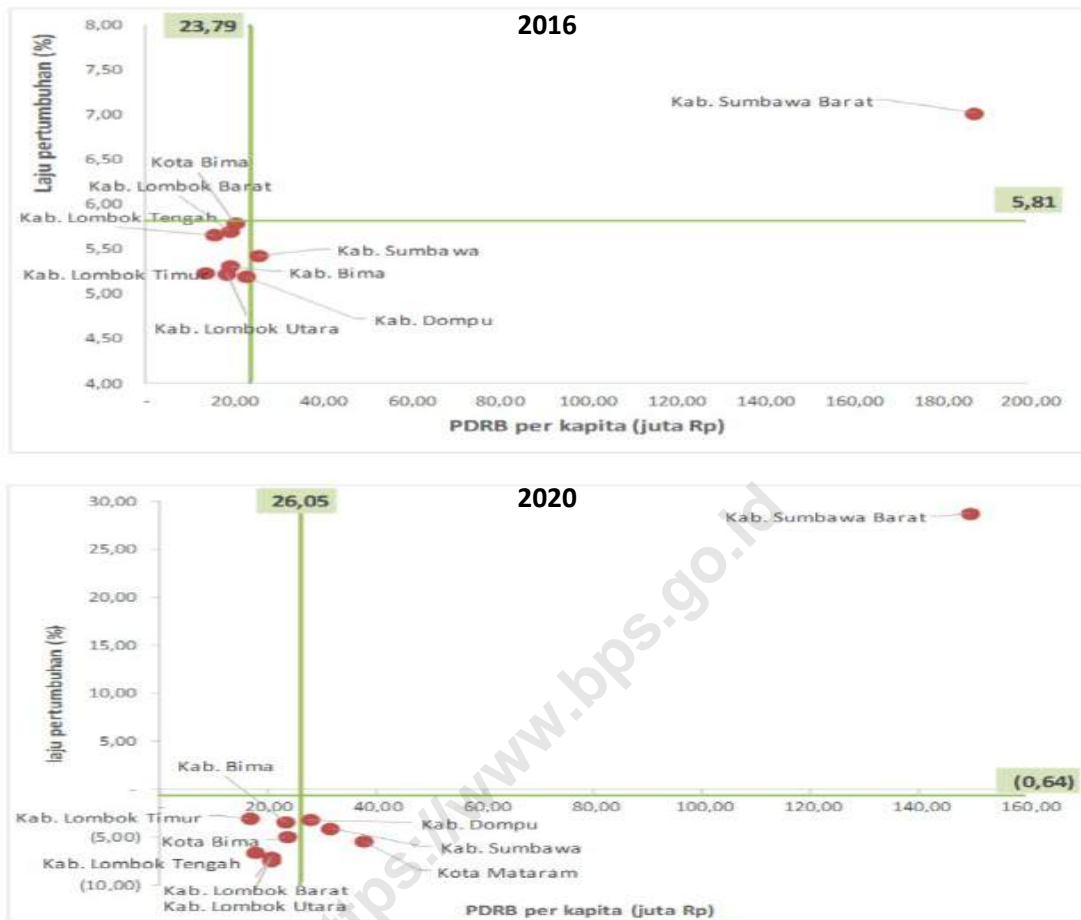 2016
23,79
8,00
7,50
7,00
6,50
6,00
5,50
5,00
4,50
4,00
Laju pertumbuhan (%)
Kab. Sumbawa Barat
Kota Bima
Kab. Lombok Barat
Kab. Lombok Tengah
5,81
Kab. Sumbawa
Kab. Lombok Timur
Kab. Bima
Kab. Dompu
Kab. Lombok Utara
- 20,00 40,00 60,00 80,00 100,00 120,00 140,00 160,00 180,00 200,00
PDRB per kapita (juta Rp)
2020
26,05
30,00
25,00
20,00
15,00
10,00
5,00
-
(5,00)
(10,00)
laju pertumbuhan (%)
Kab. Sumbawa Barat
Kab. Bima
(0,64)
20,00 40,00 60,00 80,00 100,00 120,00 140,00 160,00
Kab. Lombok Timur
Kab. Dompu
Kota Bima
Kab. Sumbawa
Kab. Lombok Tengah
Kota Mataram
Kab. Lombok Barat
Kab. Lombok Utara
PDRB per kapita (juta Rp)
ttps://www.bps.go.id